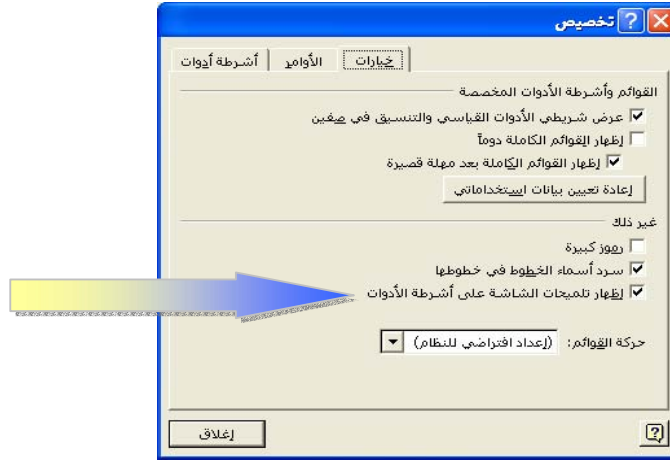 تخصيص
خيارات الأوامر أشرطة أدوات
القوائم وأشرطة الأدوات المخصصة
عرض شريطي الأدوات القياسي والتنسيق في صفين
إظهار القوائم الكاملة دوماً
إظهار القوائم الكاملة بعد مهلة قصيرة
إعادة تعيين بيانات استخداماتي
غير ذلك
رموز كبيرة
سرد أسماء الخطوط في خطوطها
إظهار تلميحات الشاشة على أشرطة الأدوات
حركة القوائم: (إعداد افتراضي للنظام)
إغلاق